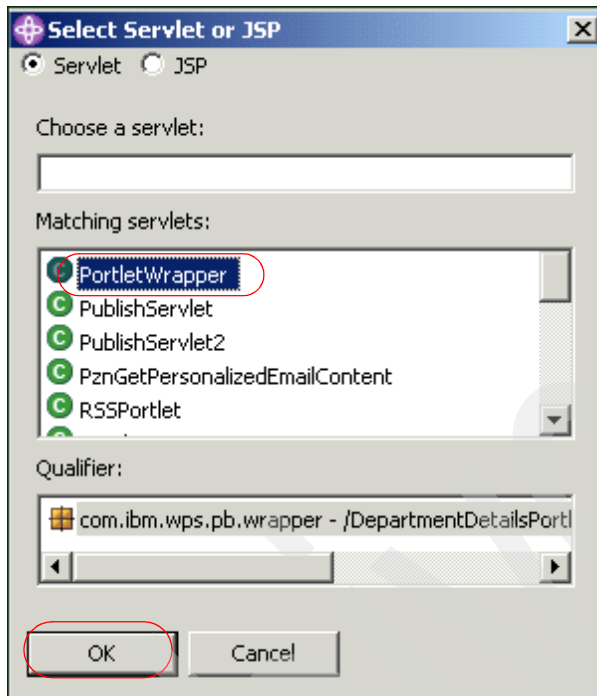 Select Servlet or JSP
Servlet JSP
Choose a servlet:
Matching servlets:
PortletWrapper
PublishServlet
PublishServlet2
PznGetPersonalizedEmailContent
RSSPortlet
Qualifier:
com.ibm.wps.pb.wrapper - /DepartmentDetailsPortl
OK Cancel